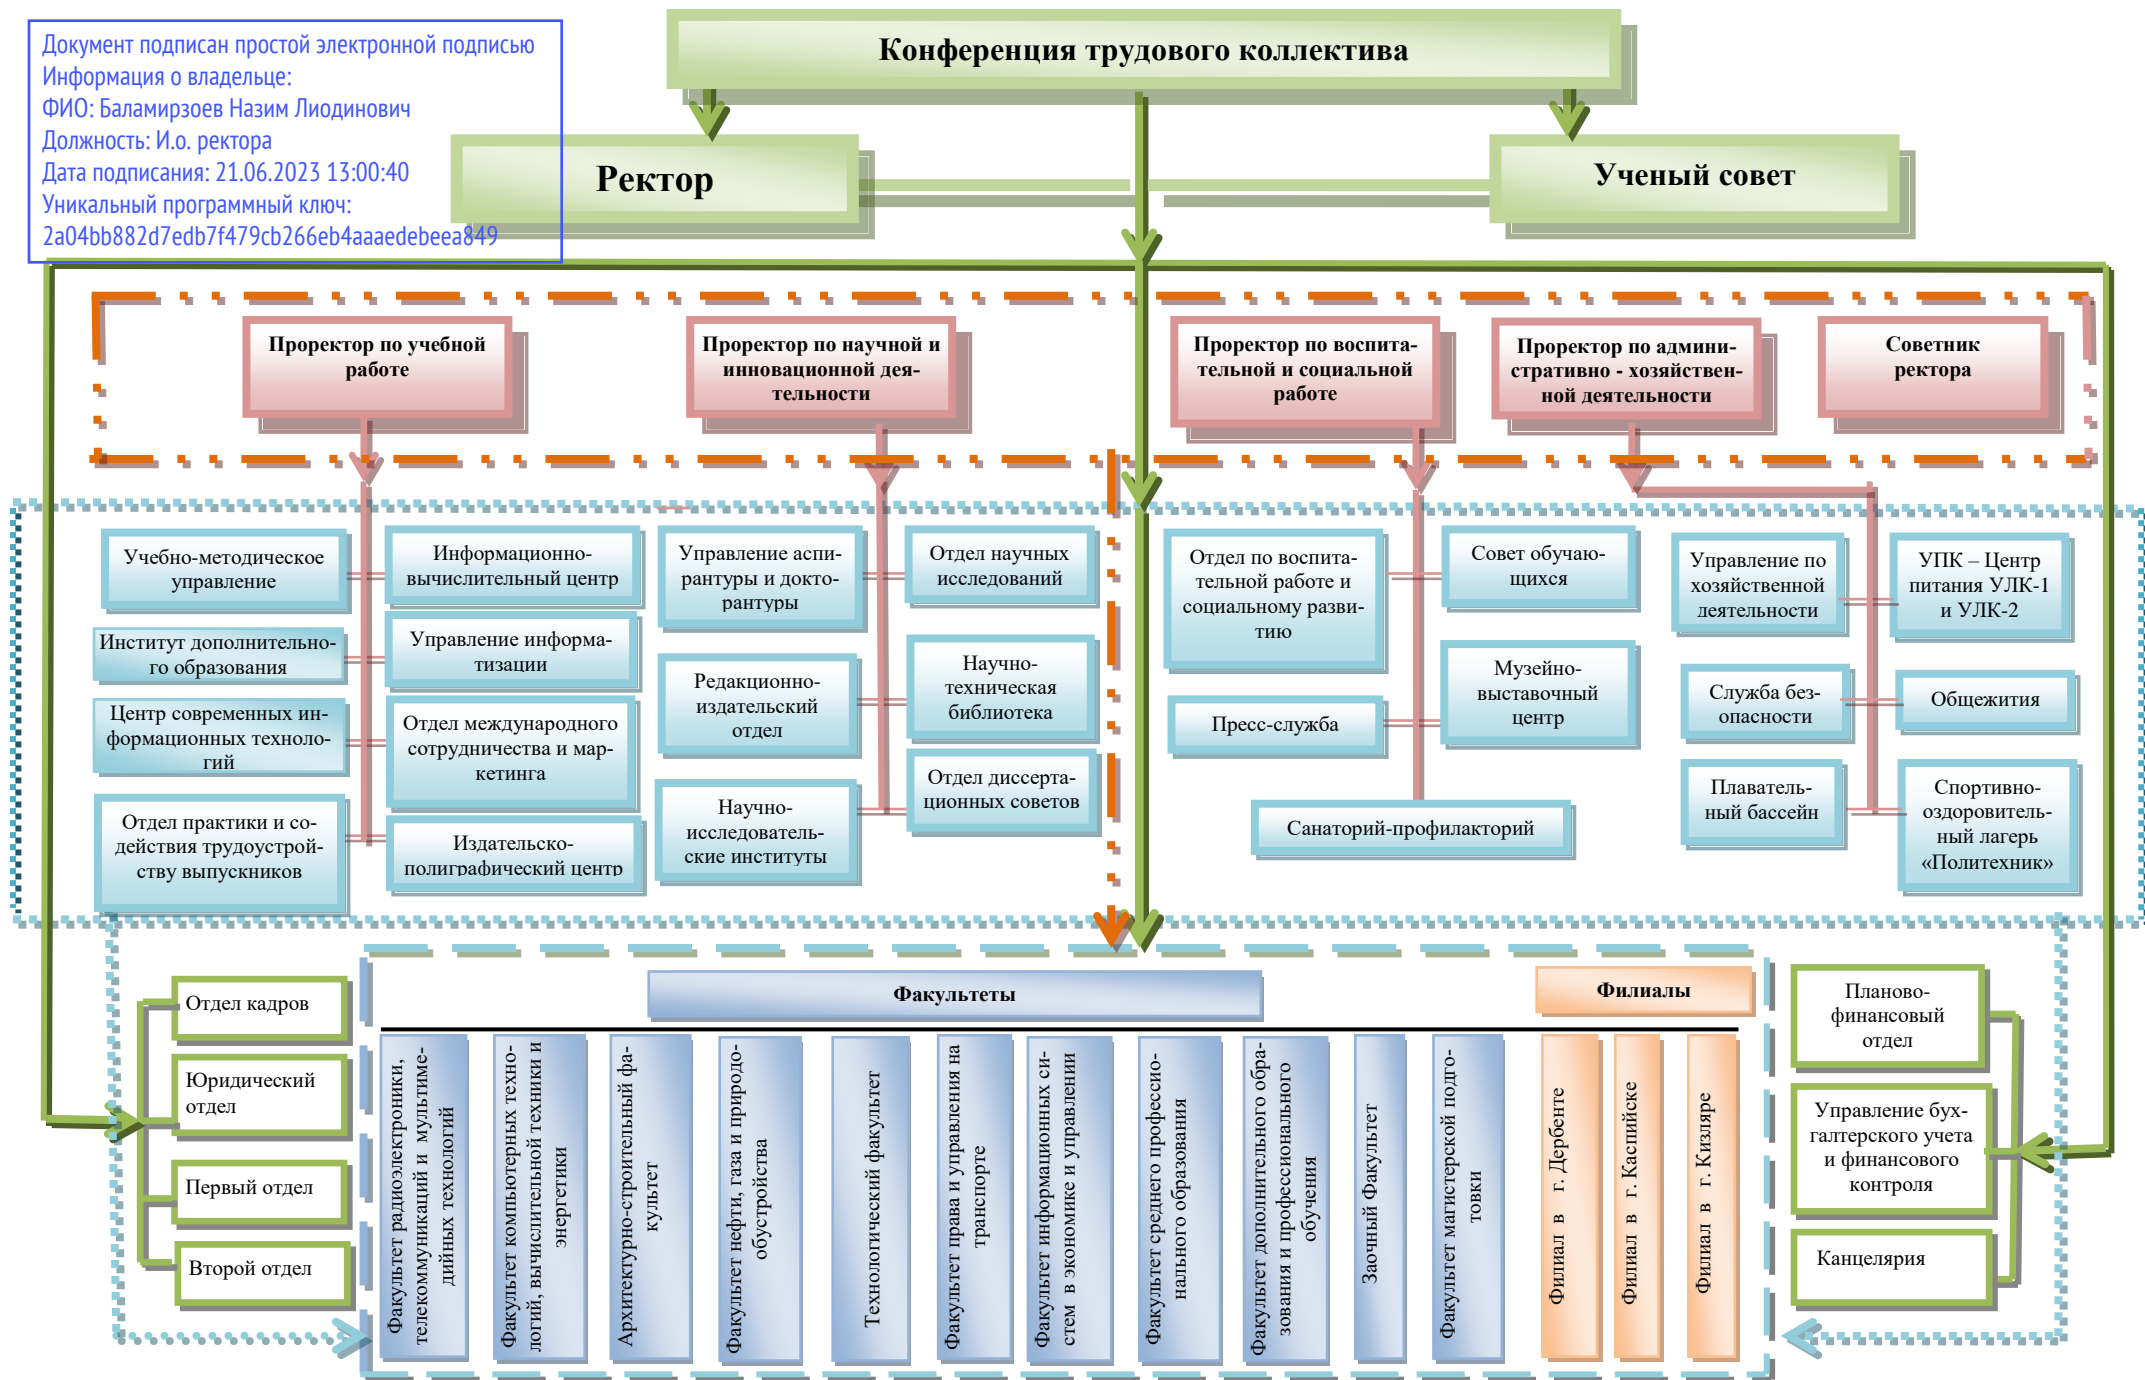 Документ подписан простой электронной подписью
Информация о владельце:
ФИО: Баламирзоев Назим Лиодинович
Должность: И.о. ректора
Дата подписания: 21.06.2023 13:00:40
Уникальный программный ключ:
2a04bb882d7edb7f479cb266eb4aaaedebeea849
Конференция трудового коллектива
Ректор
Ученый совет
Проректор по учебной
работе
Проректор по научной и
инновационной дея-
тельности
Проректор по воспита-
тельной и социальной
работе
Проректор по админи-
стративно - хозяйствен-
ной деятельности
Советник
ректора
Учебно-методическое
управление
Институт дополнительно-
го образования
Центр современных ин-
формационных техноло-
гий
Отдел практики и со-
действия трудоустрой-
ству выпускников
Информационно-
вычислительный центр
Управление информа-
тизации
Отдел международного
сотрудничества и мар-
кетинга
Издательско-
полиграфический центр
Управление аспи-
рантуры и докто-
рантуры
Редакционно-
издательский
отдел
Научно-
исследователь-
ские институты
Отдел научных
исследований
Научно-
техническая
библиотека
Отдел диссерта-
ционных советов
Отдел по воспита-
тельной работе и
социальному разви-
тию
Пресс-служба
Совет обучаю-
щихся
Музейно-
выставочный
центр
Санаторий-профилакторий
Управление по
хозяйственной
деятельности
Служба без-
опасности
Плаватель-
ный бассейн
УПК – Центр
питания УЛК-1
и УЛК-2
Общежития
Спортивно-
оздоровитель-
ный лагерь
«Политехник»
Отдел кадров
Юридический
отдел
Первый отдел
Второй отдел
Факультеты
Филиалы
Факультет радиоэлектроники,
телекоммуникаций и мультиме-
дийных технологий
Факультет компьютерных техно-
логий, вычислительной техники и
энергетики
Архитектурно-строительный фа-
культет
Факультет нефти, газа и природо-
обустройства
Технологический факультет
Факультет права и управления на
транспорте
Факультет информационных си-
стем в экономике и управлении
Факультет среднего профессио-
нального образования
Факультет дополнительного обра-
зования и профессионального
обучения
Заочный Факультет
Факультет магистерской подго-
товки
Филиал в г. Дербенте
Филиал в г. Каспийске
Филиал в г. Кизляре
Планово-
финансовый
отдел
Управление бух-
галтерского учета
и финансового
контроля
Канцелярия